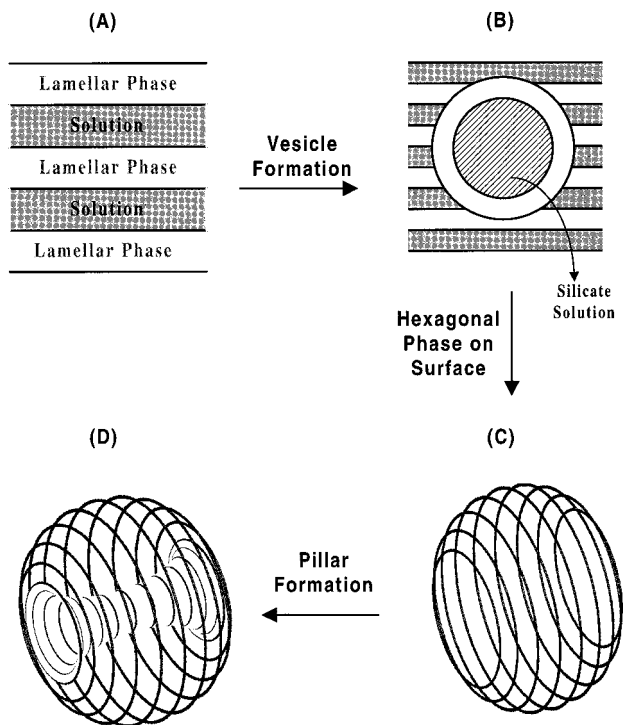 (A)
Lamellar Phase
Solution
Lamellar Phase
Solution
Lamellar Phase
Vesicle
Formation
(B)
Silicate
Solution
Hexagonal
Phase on
Surface
(C)
Pillar
Formation
(D)